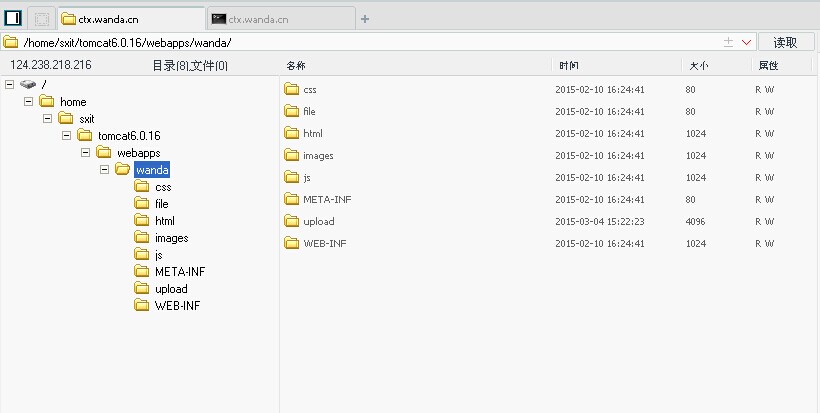 ctx.wanda.cn ctx.wanda.cn
/home/sxit/tomcat6.0.16/webapps/wanda/ 读取
124.238.218.216 目录(8),文件(0) 名称 时间 大小 属性
/
home
sxit
tomcat6.0.16
webapps
wanda
css
file
html
images
js
META-INF
upload
WEB-INF
css 2015-02-10 16:24:41 80 R W
file 2015-02-10 16:24:41 80 R W
html 2015-02-10 16:24:41 1024 R W
images 2015-02-10 16:24:41 1024 R W
js 2015-02-10 16:24:41 1024 R W
META-INF 2015-02-10 16:24:41 80 R W
upload 2015-03-04 15:22:23 4096 R W
WEB-INF 2015-02-10 16:24:41 1024 R W